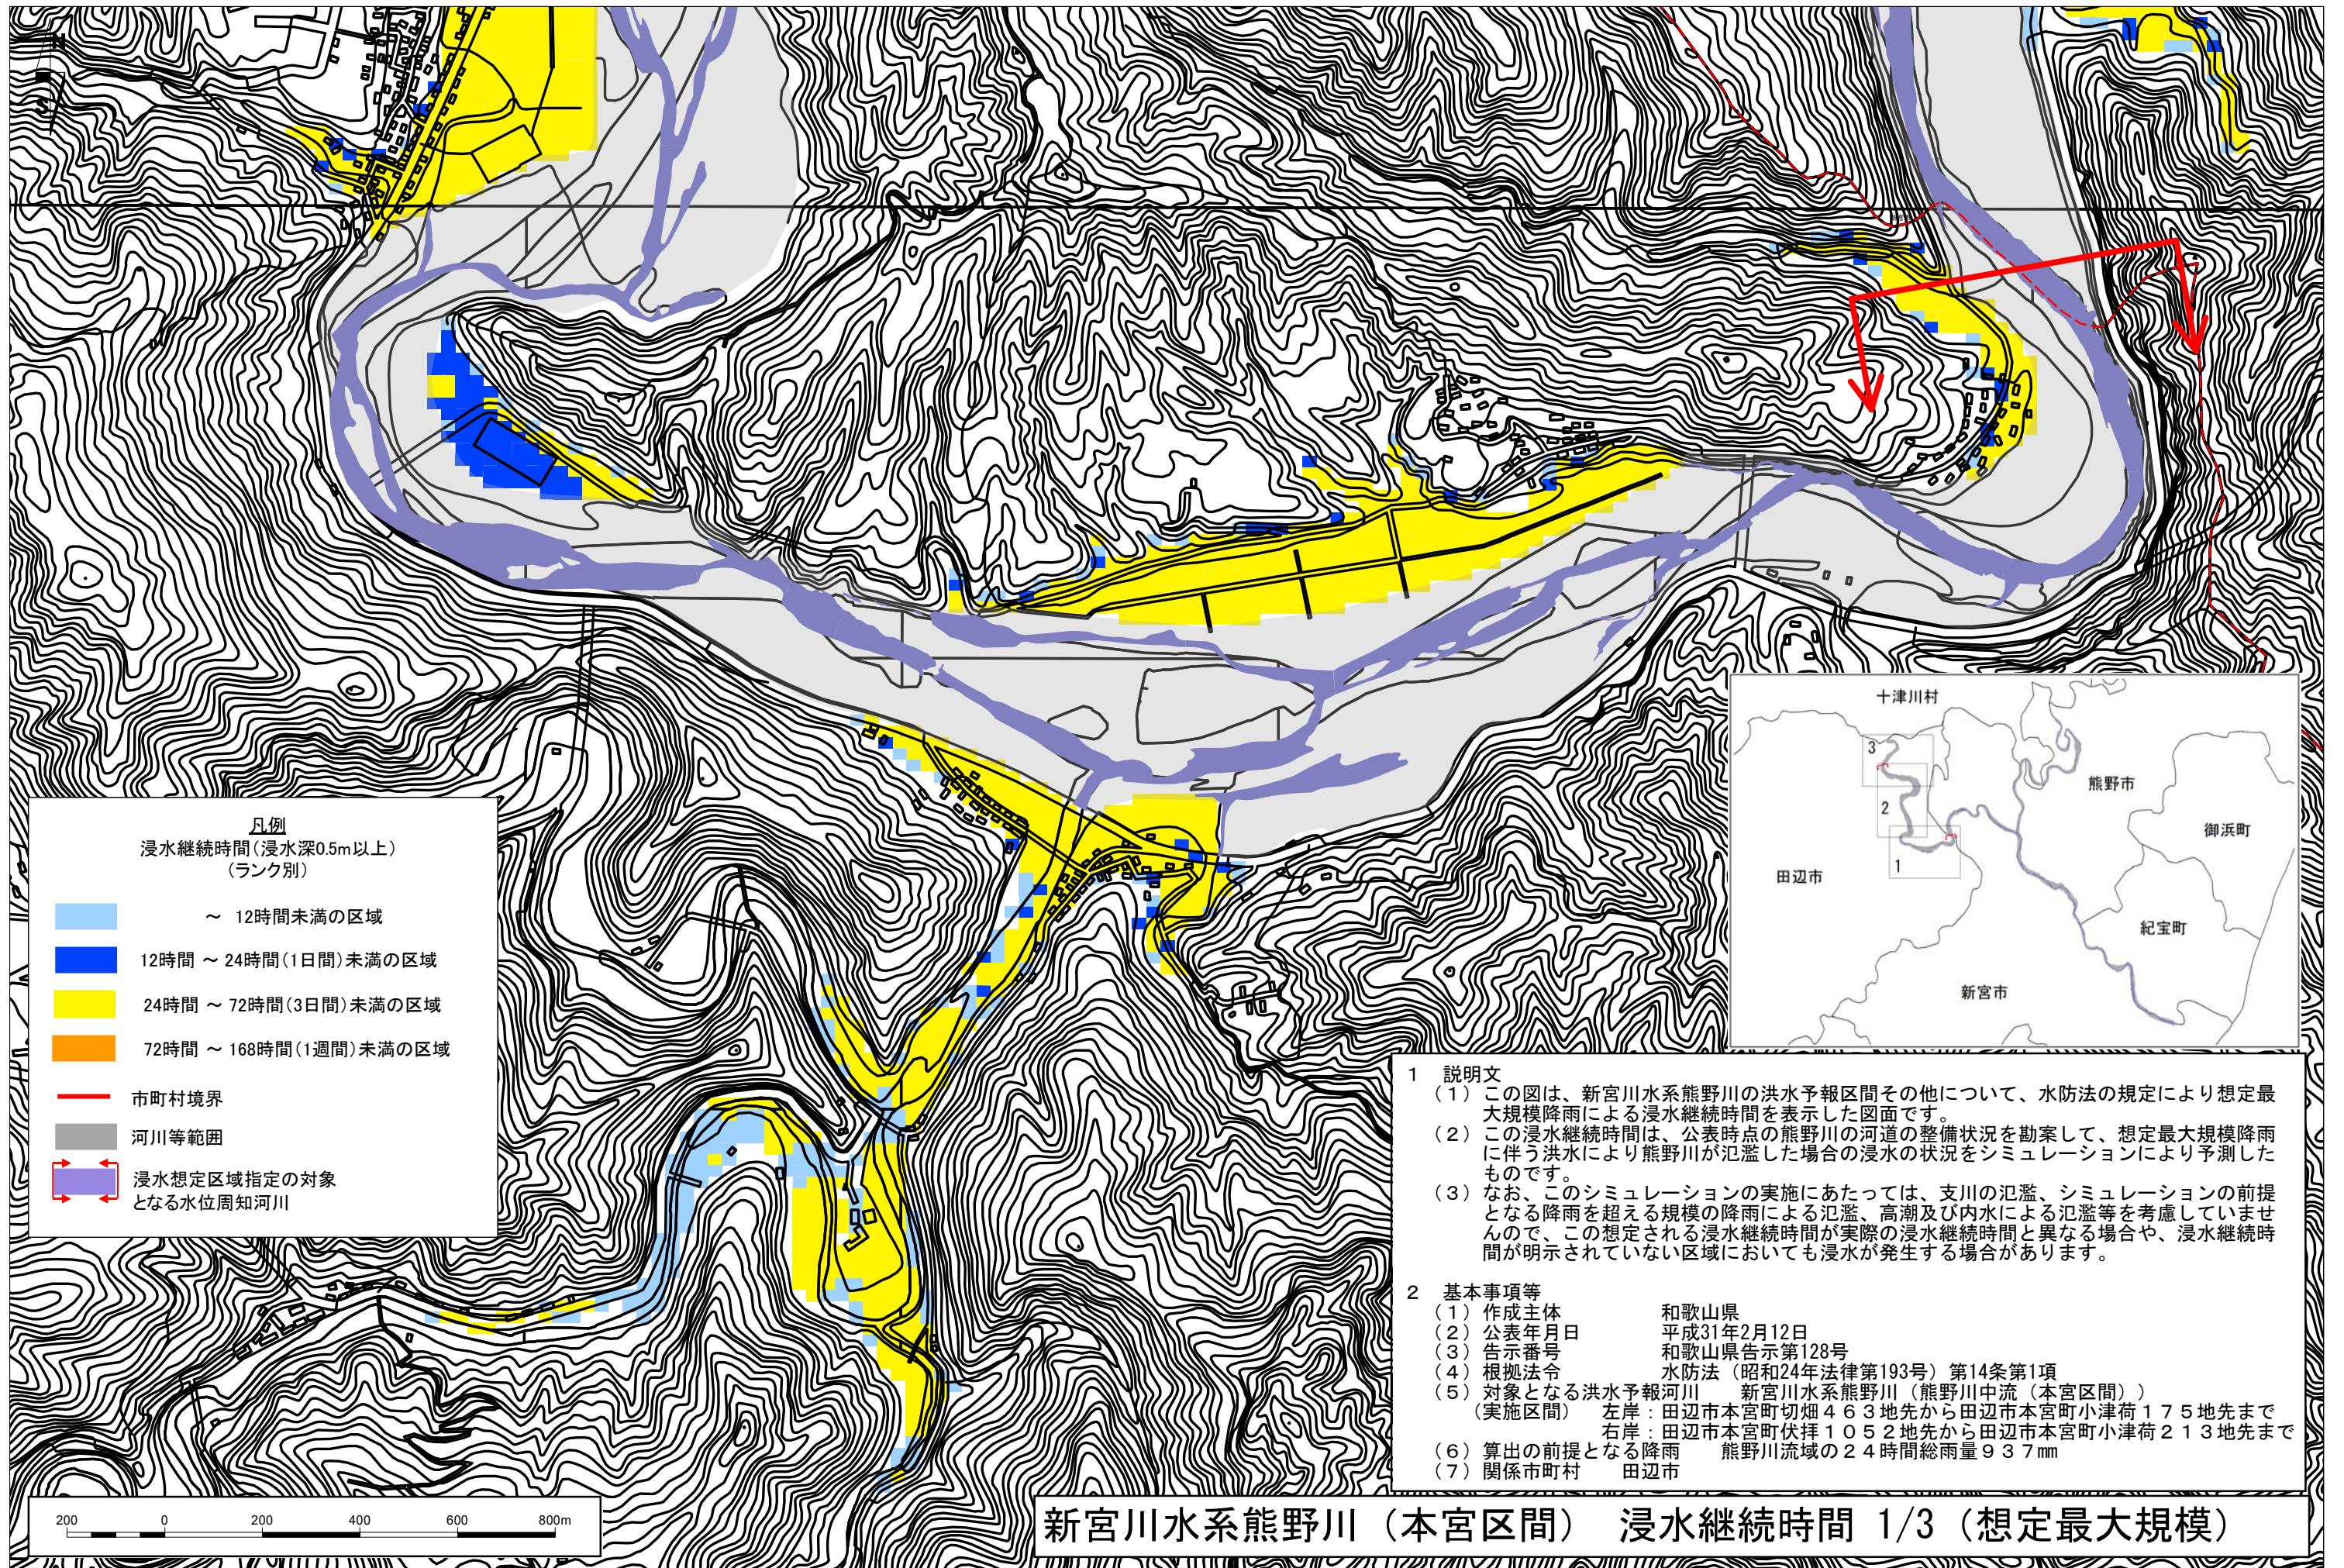 N
S
十津川村
3
2
1
熊野市
御浜町
田辺市
紀宝町
新宮市
凡例
浸水継続時間(浸水深0.5m以上)
(ランク別)
～ 12時間未満の区域
12時間 ～ 24時間(1日間)未満の区域
24時間 ～ 72時間(3日間)未満の区域
72時間 ～ 168時間(1週間)未満の区域
市町村境界
河川等範囲
浸水想定区域指定の対象
となる水位周知河川
1 説明文
(1) この図は、新宮川水系熊野川の洪水予報区間その他について、水防法の規定により想定最
大規模降雨による浸水継続時間を表示した図面です。
(2) この浸水継続時間は、公表時点の熊野川の河道の整備状況を勘案して、想定最大規模降雨
に伴う洪水により熊野川が氾濫した場合の浸水の状況をシミュレーションにより予測した
ものです。
(3) なお、このシミュレーションの実施にあたっては、支川の氾濫、シミュレーションの前提
となる降雨を超える規模の降雨による氾濫、高潮及び内水による氾濫等を考慮していませ
んので、この想定される浸水継続時間が実際の浸水継続時間と異なる場合や、浸水継続時
間が明示されていない区域においても浸水が発生する場合があります。
2 基本事項等
(1) 作成主体 和歌山県
(2) 公表年月日 平成31年2月12日
(3) 告示番号 和歌山県告示第128号
(4) 根拠法令 水防法（昭和24年法律第193号）第14条第1項
(5) 対象となる洪水予報河川 新宮川水系熊野川（熊野川中流（本宮区間））
（実施区間） 左岸：田辺市本宮町切畑４６３地先から田辺市本宮町小津荷１７５地先まで
右岸：田辺市本宮町伏拝１０５２地先から田辺市本宮町小津荷２１３地先まで
(6) 算出の前提となる降雨 熊野川流域の２４時間総雨量９３７㎜
(7) 関係市町村 田辺市
200 0 200 400 600 800m
新宮川水系熊野川（本宮区間） 浸水継続時間 1/3（想定最大規模）